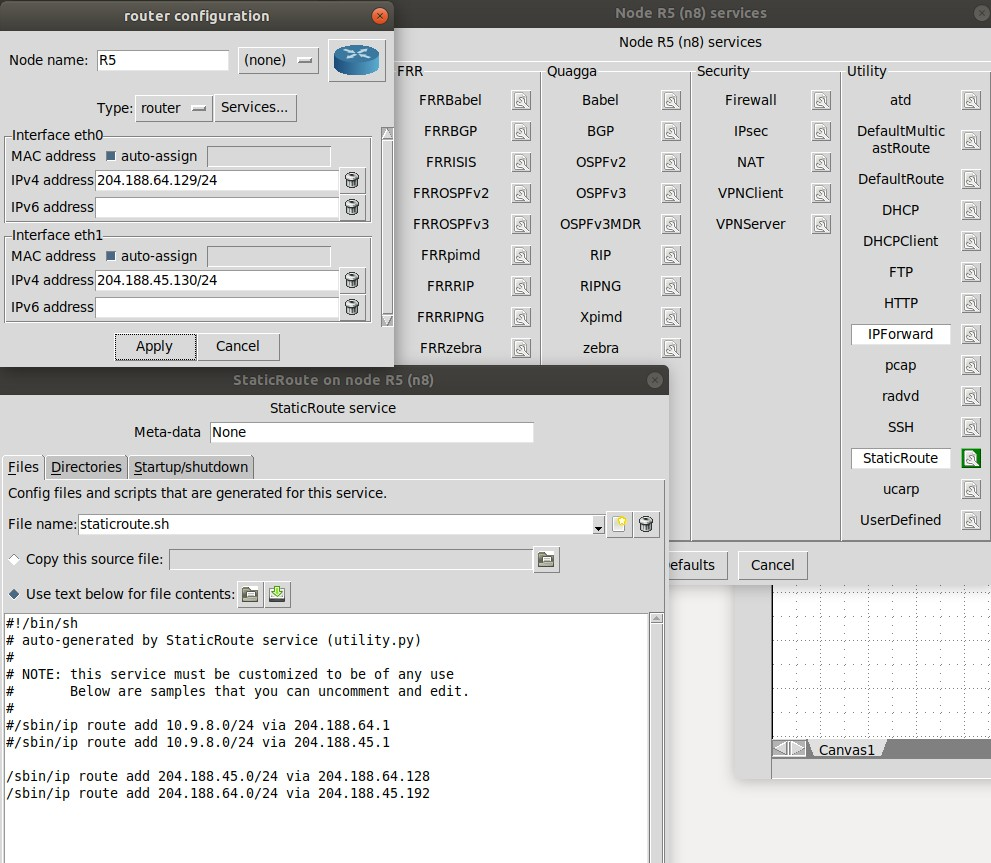 router configuration
Node name: R5 (none)
Type: router Services...
Interface eth0
MAC address auto-assign
IPv4 address 204.188.64.129/24
IPv6 address
Interface eth1
MAC address auto-assign
IPv4 address 204.188.45.130/24
IPv6 address
Apply Cancel
Node R5 (n8) services
Node R5 (n8) services
FRR
FRRBabel
FRRBGP
FRRISIS
FRROSPFv2
FRROSPFv3
FRRpimd
FRRRIP
FRRRIPNG
FRRzebra
Quagga
Babel
BGP
OSPFv2
OSPFv3
OSPFv3MDR
RIP
RIPNG
Xpimd
zebra
Security
Firewall
IPsec
NAT
VPNClient
VPNServer
Utility
atd
DefaultMultic
astRoute
DefaultRoute
DHCP
DHCPClient
FTP
HTTP
IPForward
pcap
radvd
SSH
StaticRoute
ucarp
UserDefined
efaults Cancel
StaticRoute on node R5 (n8)
StaticRoute service
Meta-data None
Files Directories Startup/shutdown
Config files and scripts that are generated for this service.
File name: staticroute.sh
Copy this source file:
Use text below for file contents:
#!/bin/sh
# auto-generated by StaticRoute service (utility.py)
#
# NOTE: this service must be customized to be of any use
#       Below are samples that you can uncomment and edit.
#
#/sbin/ip route add 10.9.8.0/24 via 204.188.64.1
#/sbin/ip route add 10.9.8.0/24 via 204.188.45.1
/sbin/ip route add 204.188.45.0/24 via 204.188.64.128
/sbin/ip route add 204.188.64.0/24 via 204.188.45.192
Canvas1